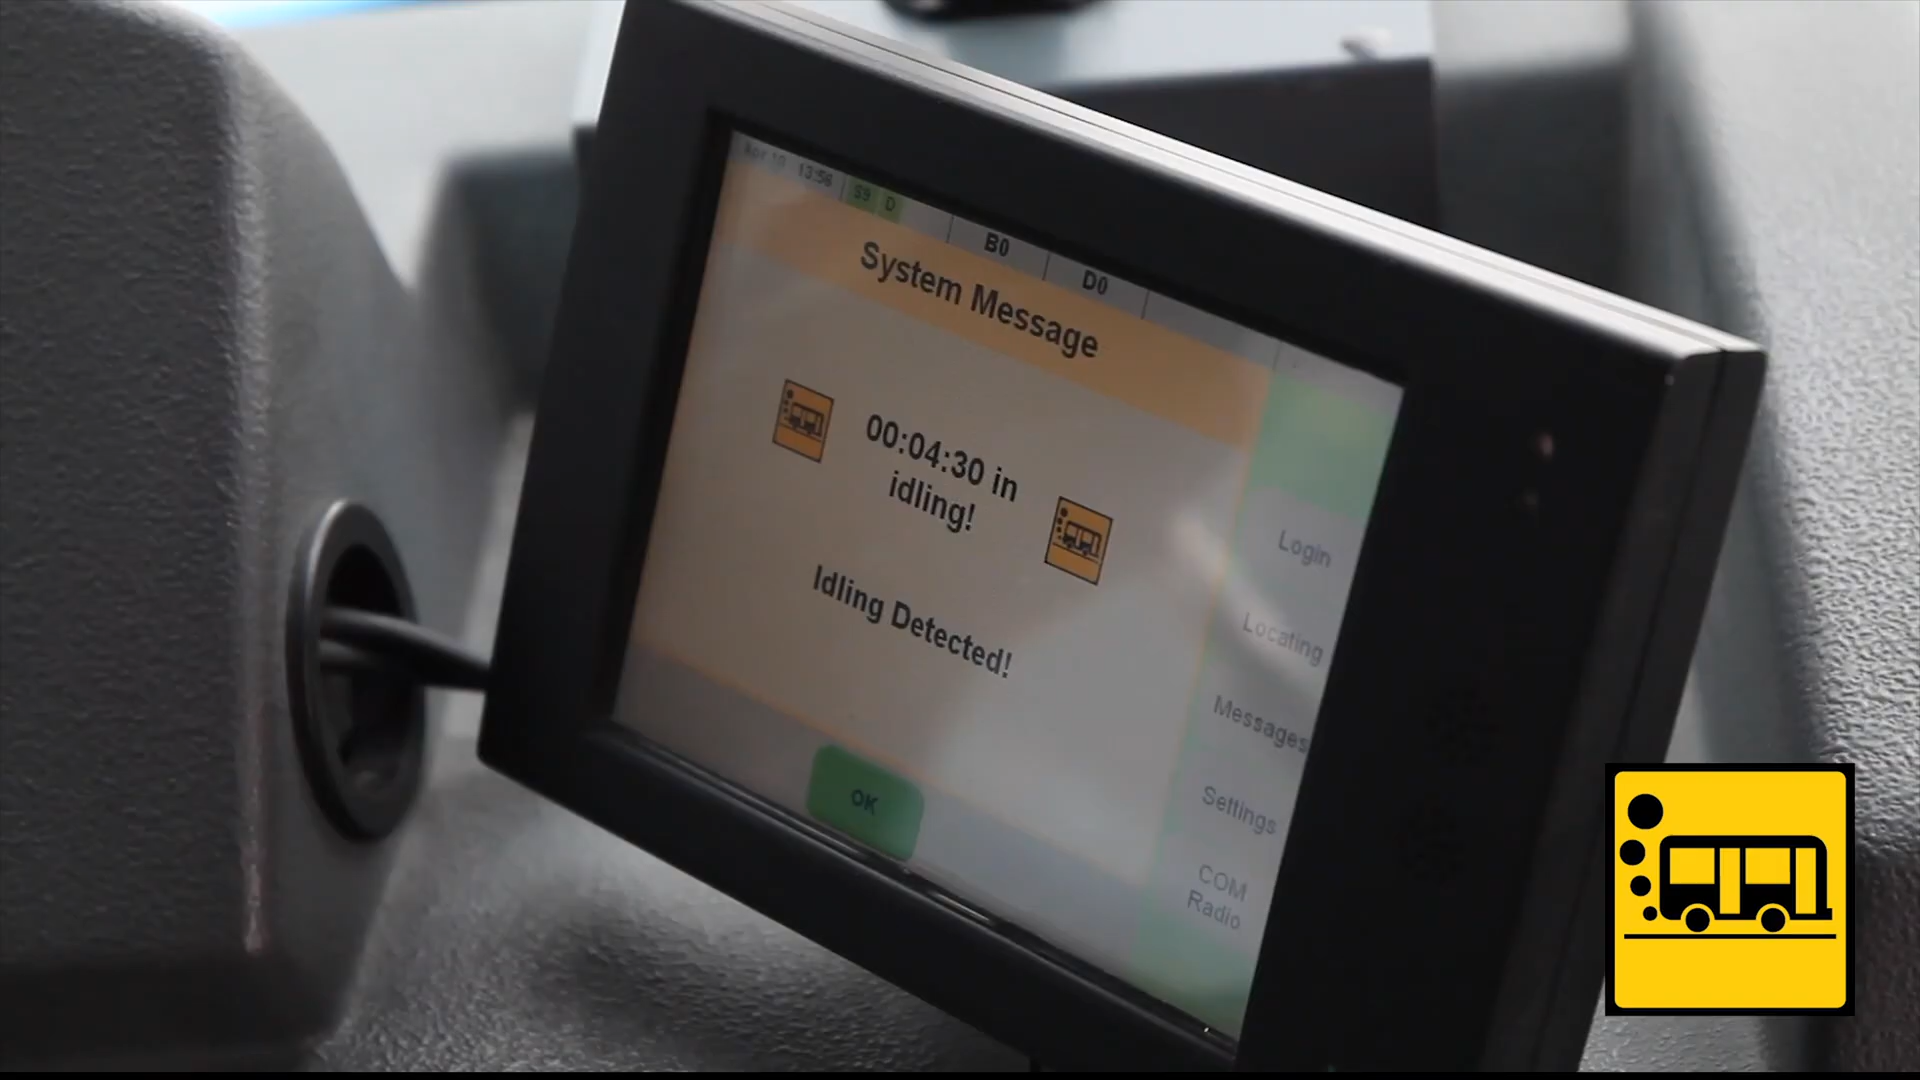 Apr 10 13:56 S9 D
B0 D0
System Message
00:04:30 in
idling!
Idling Detected!
OK
Login
Locating
Messages
Settings
COM
Radio